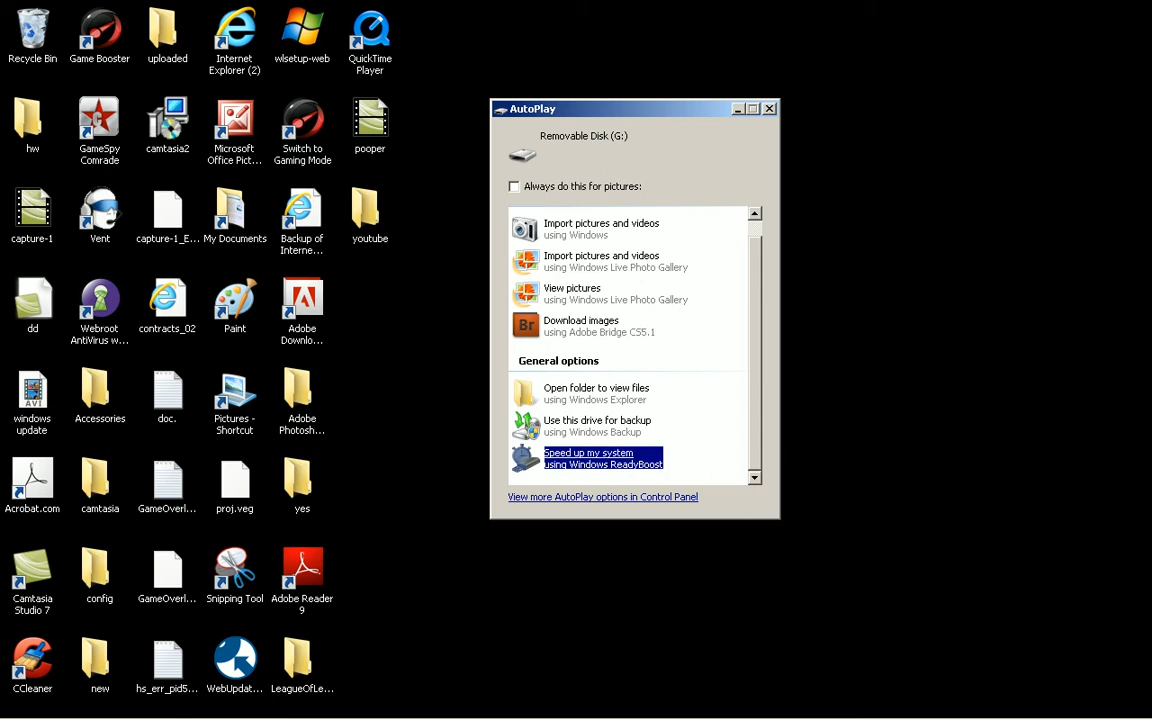 Recycle Bin
Game Booster
uploaded
Internet
Explorer (2)
wlsetup-web
QuickTime
Player
hw
GameSpy
Comrade
camtasia2
Microsoft
Office Pict...
Switch to
Gaming Mode
pooper
capture-1
Vent
capture-1_E...
My Documents
Backup of
Interne...
youtube
dd
Webroot
AntiVirus w...
contracts_02
Paint
Adobe
Downlo...
AVI
windows
update
Accessories
doc.
Pictures -
Shortcut
Adobe
Photosh...
Acrobat.com
camtasia
GameOverl...
proj.veg
yes
Camtasia
Studio 7
config
GameOverl...
Snipping Tool
Adobe Reader
9
CCleaner
new
hs_err_pid5...
WebUpdat...
LeagueOfLe...
AutoPlay
Removable Disk (G:)
Always do this for pictures:
Import pictures and videos
using Windows
Import pictures and videos
using Windows Live Photo Gallery
View pictures
using Windows Live Photo Gallery
Br
Download images
using Adobe Bridge CS5.1
General options
Open folder to view files
using Windows Explorer
Use this drive for backup
using Windows Backup
Speed up my system
using Windows ReadyBoost
View more AutoPlay options in Control Panel